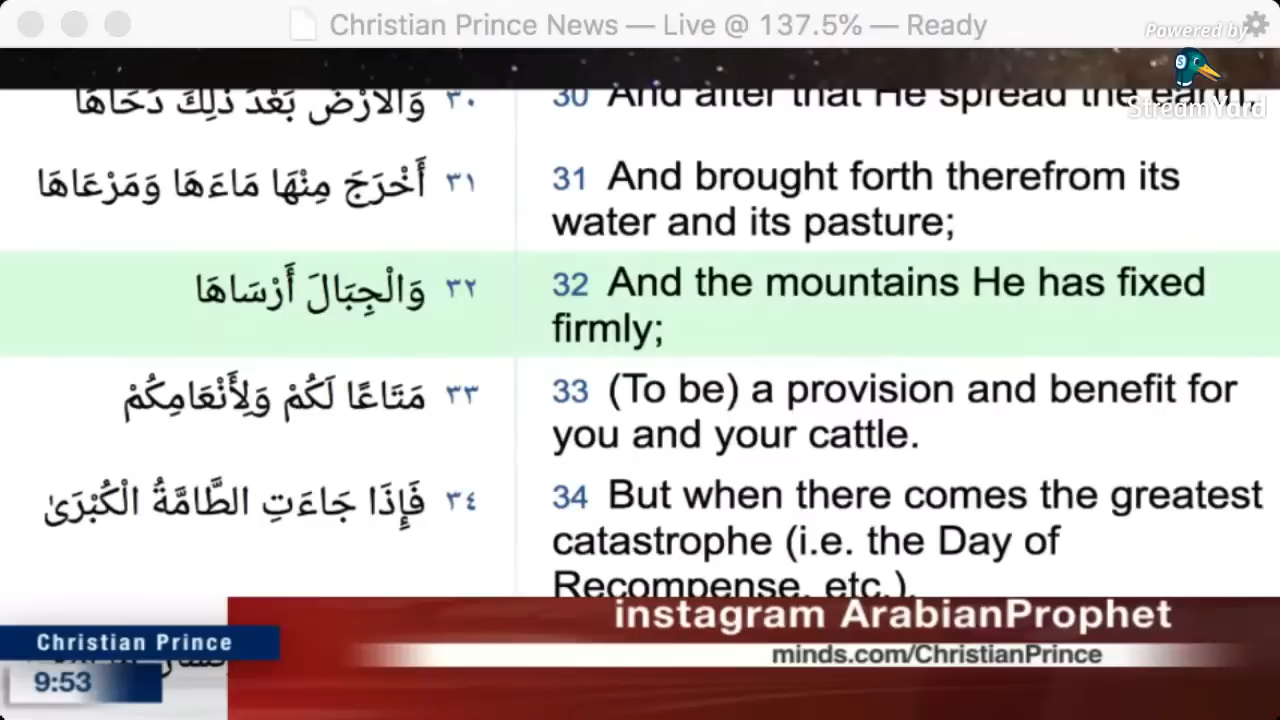 Christian Prince News — Live @ 137.5% — Ready
Powered by
StreamYard
وَالْأَرْضَ بَعْدَ ذَٰلِكَ دَحَاهَا ٣٠
30 And after that He spread the earth,
أَخْرَجَ مِنْهَا مَاءَهَا وَمَرْعَاهَا ٣١
31 And brought forth therefrom its
water and its pasture;
وَالْجِبَالَ أَرْسَاهَا ٣٢
32 And the mountains He has fixed
firmly;
مَتَاعًا لَكُمْ وَلِأَنْعَامِكُمْ ٣٣
33 (To be) a provision and benefit for
you and your cattle.
فَإِذَا جَاءَتِ الطَّامَّةُ الْكُبْرَىٰ ٣٤
34 But when there comes the greatest
catastrophe (i.e. the Day of
Recompense, etc.),
instagram ArabianProphet
Christian Prince
minds.com/ChristianPrince
9:53